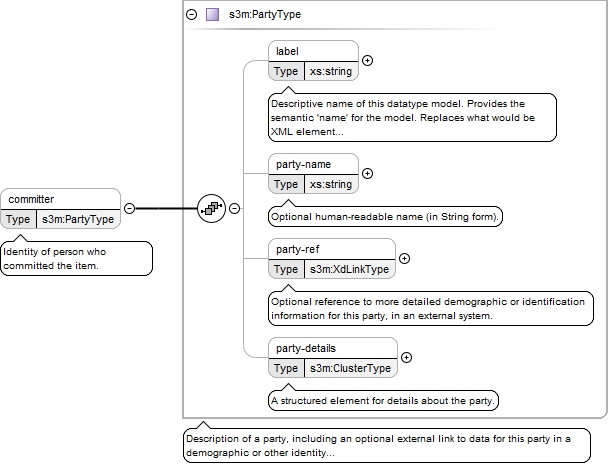 s3m:PartyType
label
Type xs:string
Descriptive name of this datatype model. Provides the
semantic 'name' for the model. Replaces what would be
XML element...
party-name
Type xs:string
Optional human-readable name (in String form).
committer
Type s3m:PartyType
Identity of person who
committed the item.
party-ref
Type s3m:XdLinkType
Optional reference to more detailed demographic or identification
information for this party, in an external system.
party-details
Type s3m:ClusterType
A structured element for details about the party.
Description of a party, including an optional external link to data for this party in a
demographic or other identity...